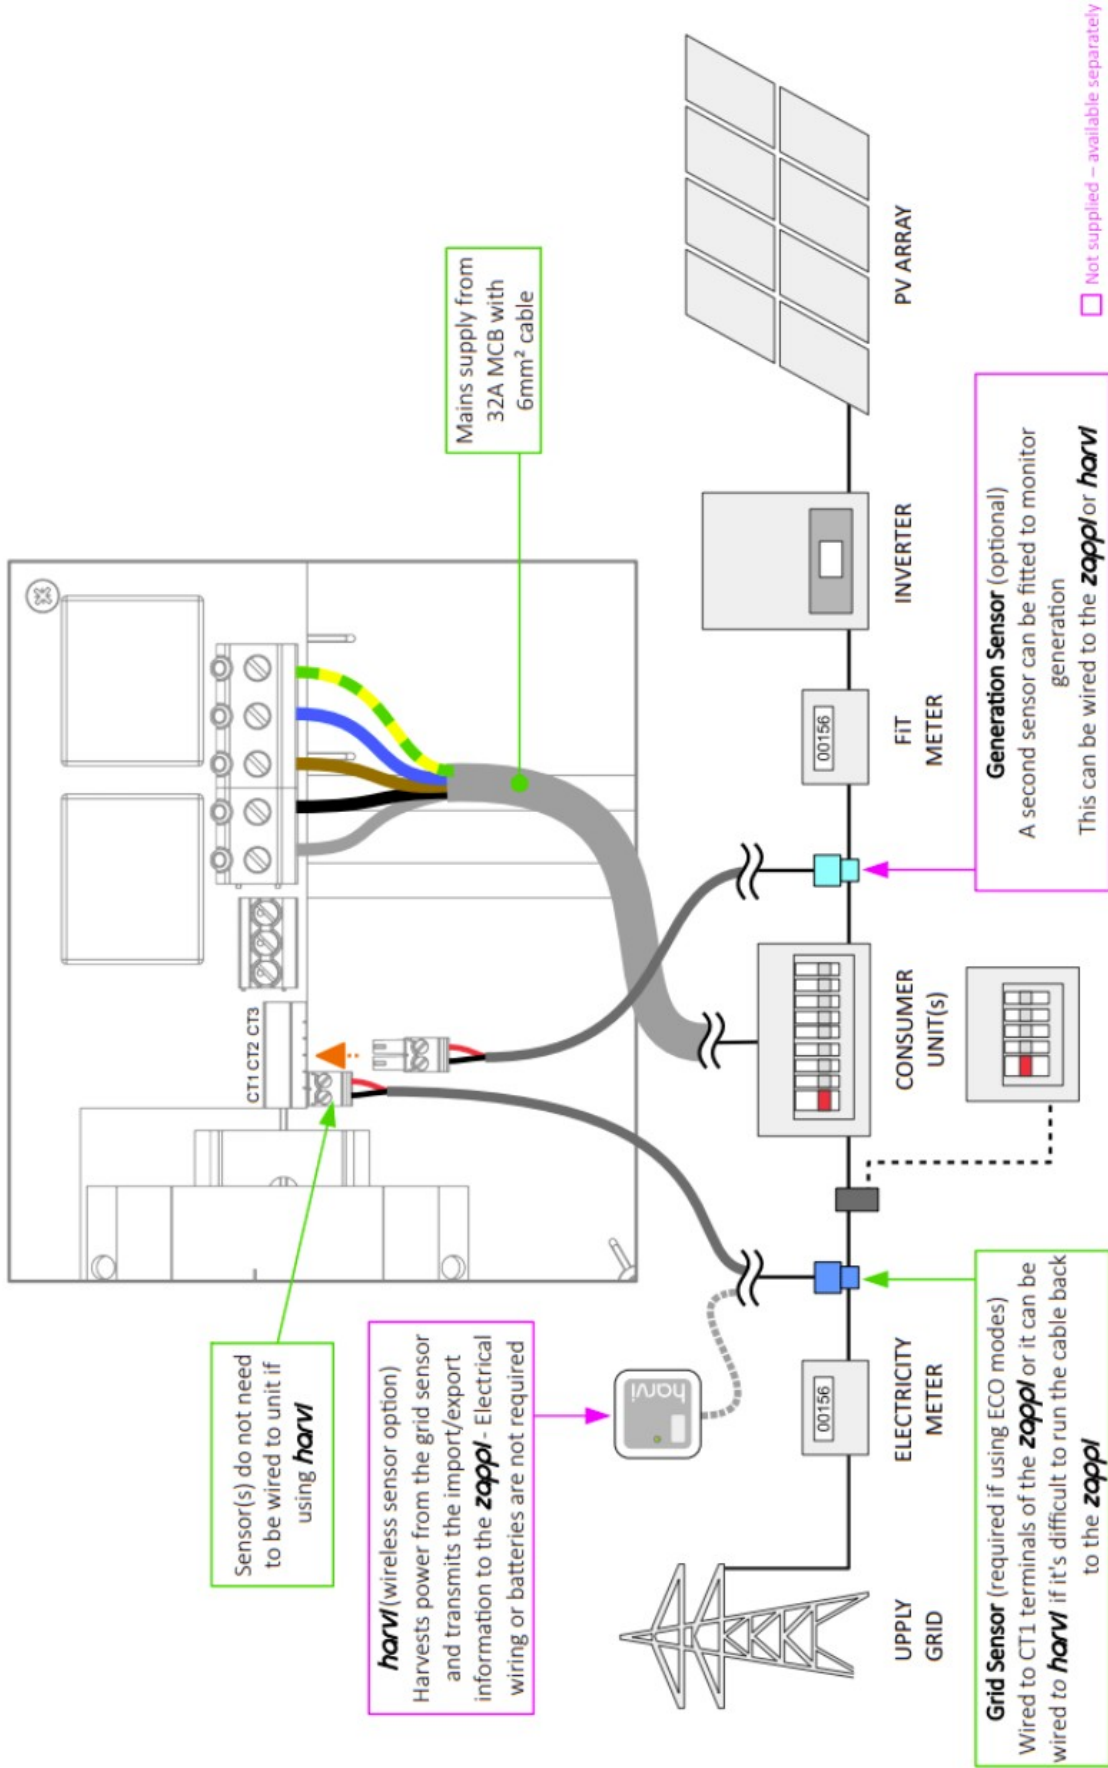 Sensor(s) do not need
to be wired to unit if
using harvi
harvi (wireless sensor option)
Harvests power from the grid sensor
and transmits the import/export
information to the zappi - Electrical
wiring or batteries are not required
CT1 CT2 CT3
Mains supply from
32A MCB with
6mm² cable
harvi
00156
00156
UPPLY
GRID
ELECTRICITY
METER
CONSUMER
UNIT(s)
FiT
METER
INVERTER
PV ARRAY
Grid Sensor (required if using ECO modes)
Wired to CT1 terminals of the zappi or it can be
wired to harvi if it's difficult to run the cable back
to the zappi
Generation Sensor (optional)
A second sensor can be fitted to monitor
generation
This can be wired to the zappi or harvi
Not supplied – available separately